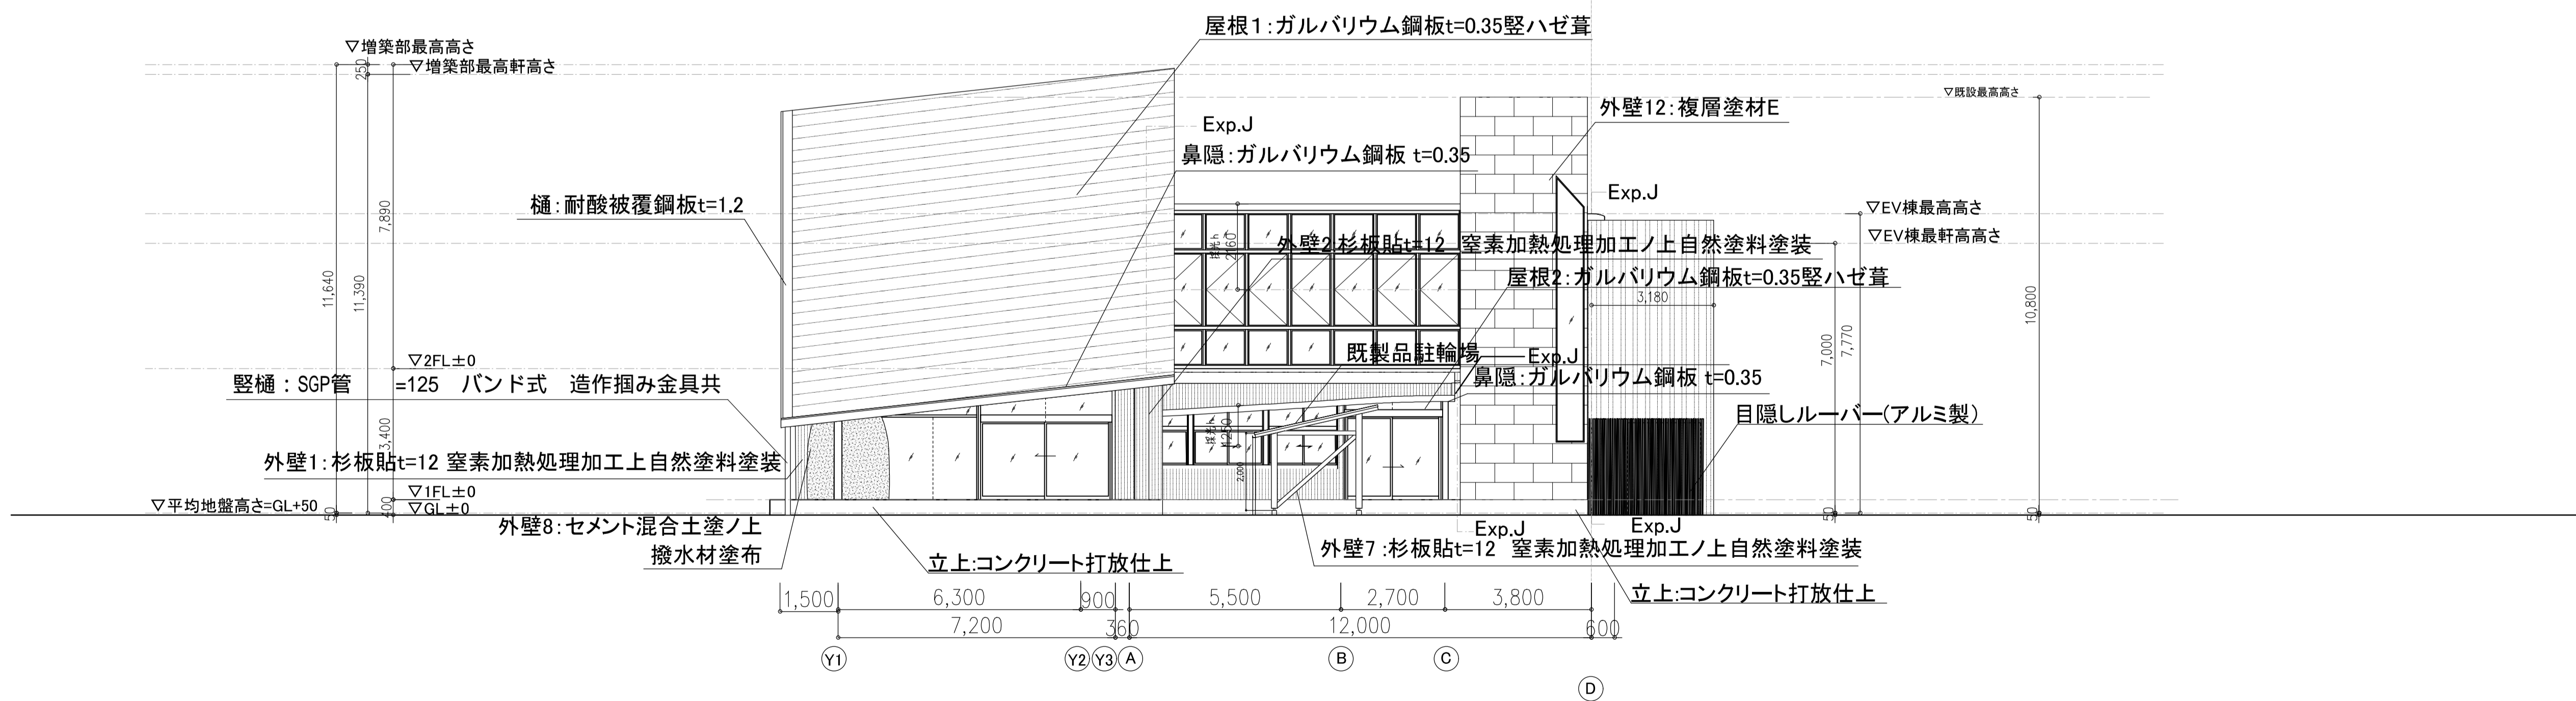 屋根1:ガルバリウム鋼板t=0.35竪ハゼ葺
▽増築部最高高さ
250
▽増築部最高軒高さ
▽既設最高高さ
外壁12:複層塗材E
Exp.J
鼻隠:ガルバリウム鋼板 t=0.35
Exp.J
樋:耐酸被覆鋼板t=1.2
7,890
▽EV棟最高高さ
▽EV棟最軒高高さ
採光h
2,260
外壁2:杉板貼t=12 窒素加熱処理加工ノ上自然塗料塗装
屋根2:ガルバリウム鋼板t=0.35竪ハゼ葺
3,180
11,640
11,390
10,800
7,000
7,770
既製品駐輪場
Exp.J
▽2FL±0
竪樋:SGP管 =125 バンド式 造作掴み金具共
鼻隠:ガルバリウム鋼板 t=0.35
目隠しルーバー(アルミ製)
3,400
採光h
1,250
2,000
外壁1:杉板貼t=12 窒素加熱処理加工上自然塗料塗装
▽1FL±0
▽平均地盤高さ=GL+50
50
400
▽GL±0
50
50
外壁8:セメント混合土塗ノ上
撥水材塗布
Exp.J
Exp.J
外壁7:杉板貼t=12 窒素加熱処理加工ノ上自然塗料塗装
立上:コンクリート打放仕上
立上:コンクリート打放仕上
1,500
6,300
900
5,500
2,700
3,800
7,200
360
12,000
600
Y1
Y2
Y3
A
B
C
D